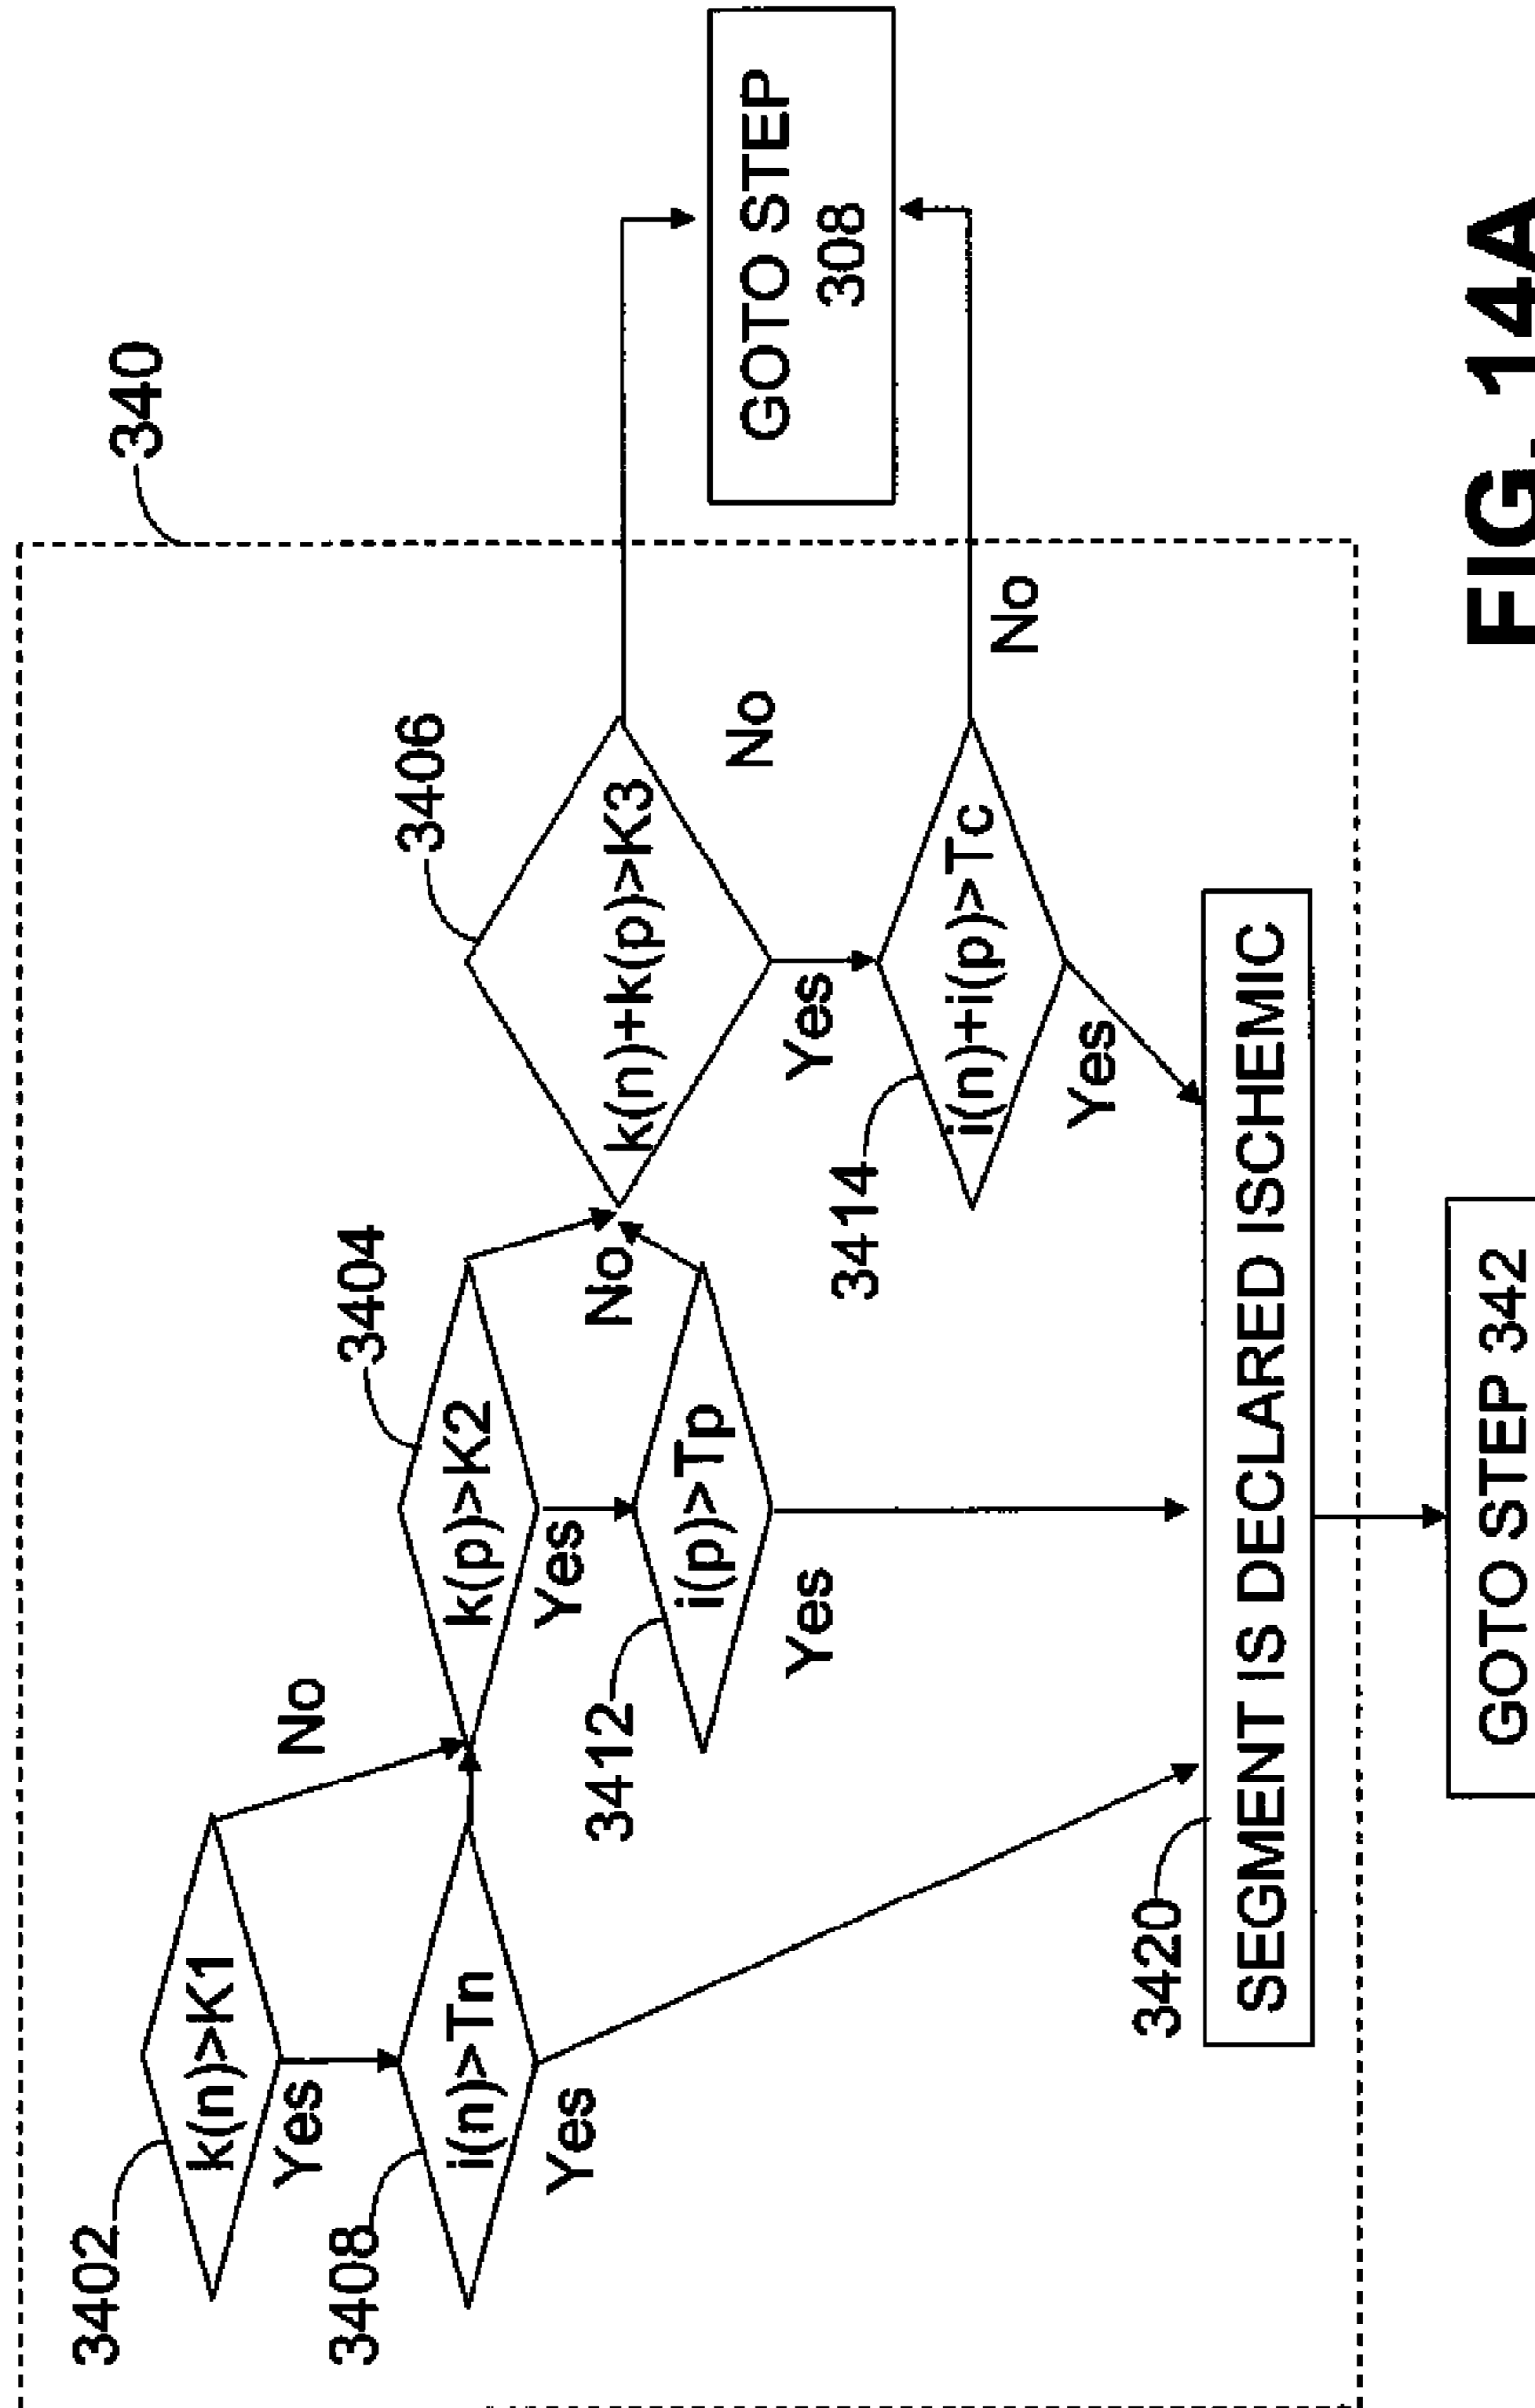 340
3402
k(n)>K1
Yes
No
3408
i(n)>Tn
Yes
3404
k(p)>K2
Yes
No
3412
i(p)>Tp
Yes
3406
k(n)+k(p)>K3
No
Yes
3414
i(n)+i(p)>Tc
No
Yes
GOTO STEP
308
3420
SEGMENT IS DECLARED ISCHEMIC
GOTO STEP 342
FIG. 14A